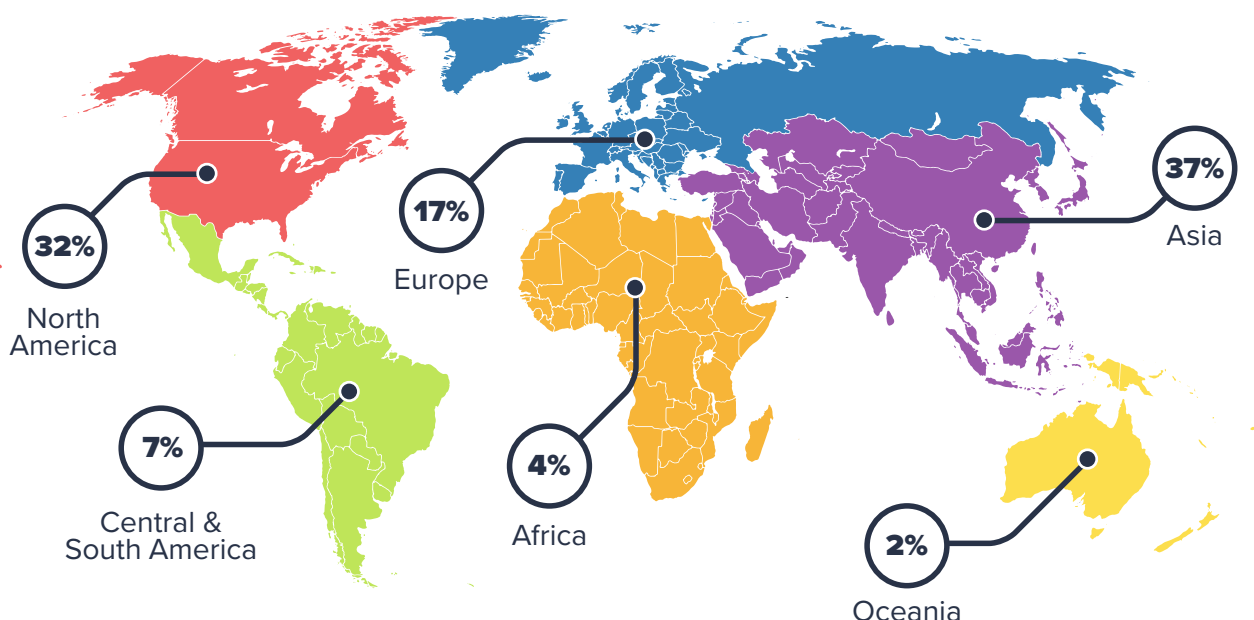 37%
Asia
17%
Europe
32%
North
America
7%
Central &
South America
4%
Africa
2%
Oceania